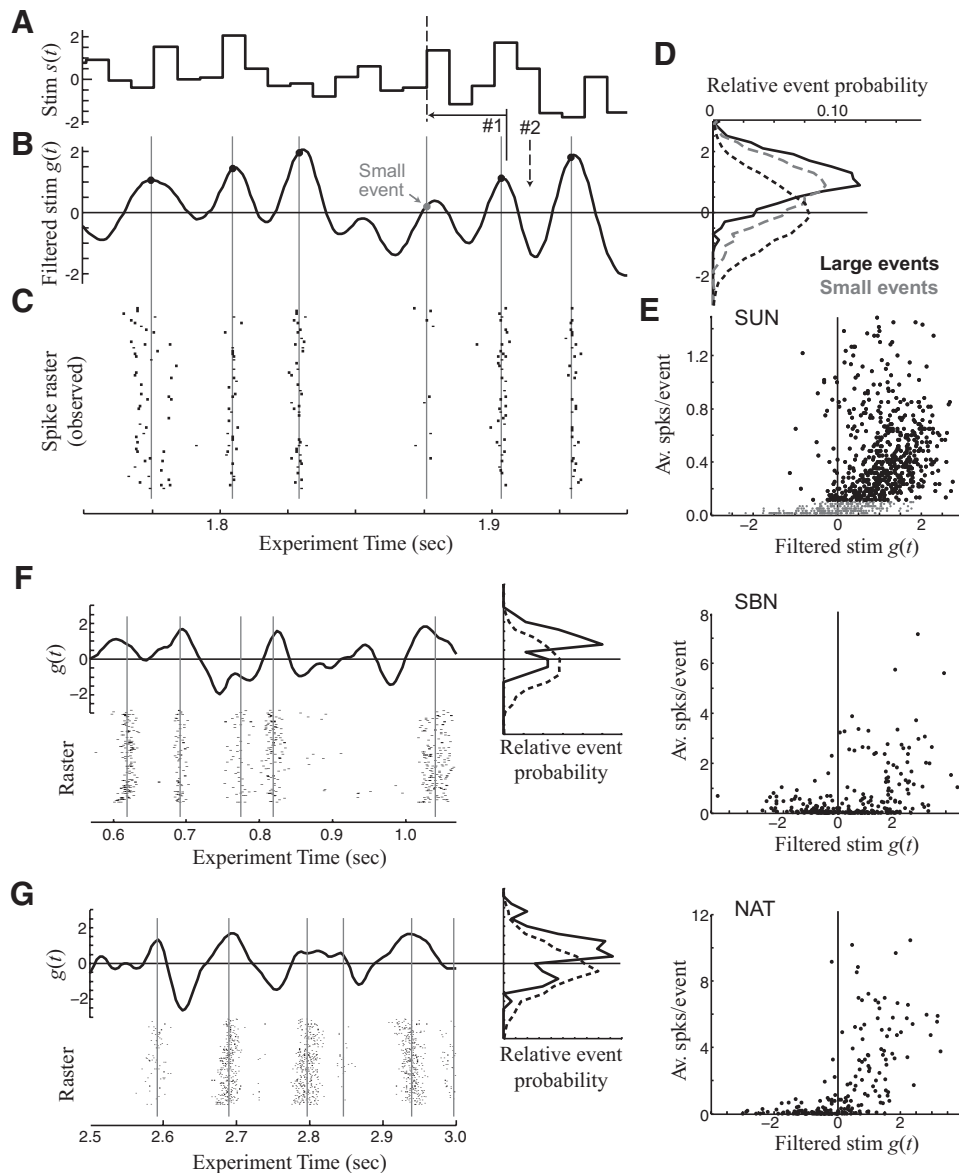 A
Stim s(t)
2
0
-2
#1
#2
B
Filtered stim g(t)
2
0
-2
Small
event
C
Spike raster
(observed)
1.8
1.9
Experiment Time (sec)
D
Relative event probability
0
0.10
2
0
-2
Large events
Small events
E
SUN
Av. spks/event
1.2
0.8
0.4
0.0
−2
0
2
Filtered stim g(t)
F
g(t)
2
0
−2
Raster
0.6
0.7
0.8
0.9
1.0
Experiment Time (sec)
Relative event
probability
SBN
Av. spks/event
8
6
4
2
0
−2
0
2
Filtered stim g(t)
G
g(t)
2
0
−2
Raster
2.5
2.6
2.7
2.8
2.9
3.0
Experiment Time (sec)
Relative event
probability
NAT
Av. spks/event
12
8
4
0
−2
0
2
Filtered stim g(t)